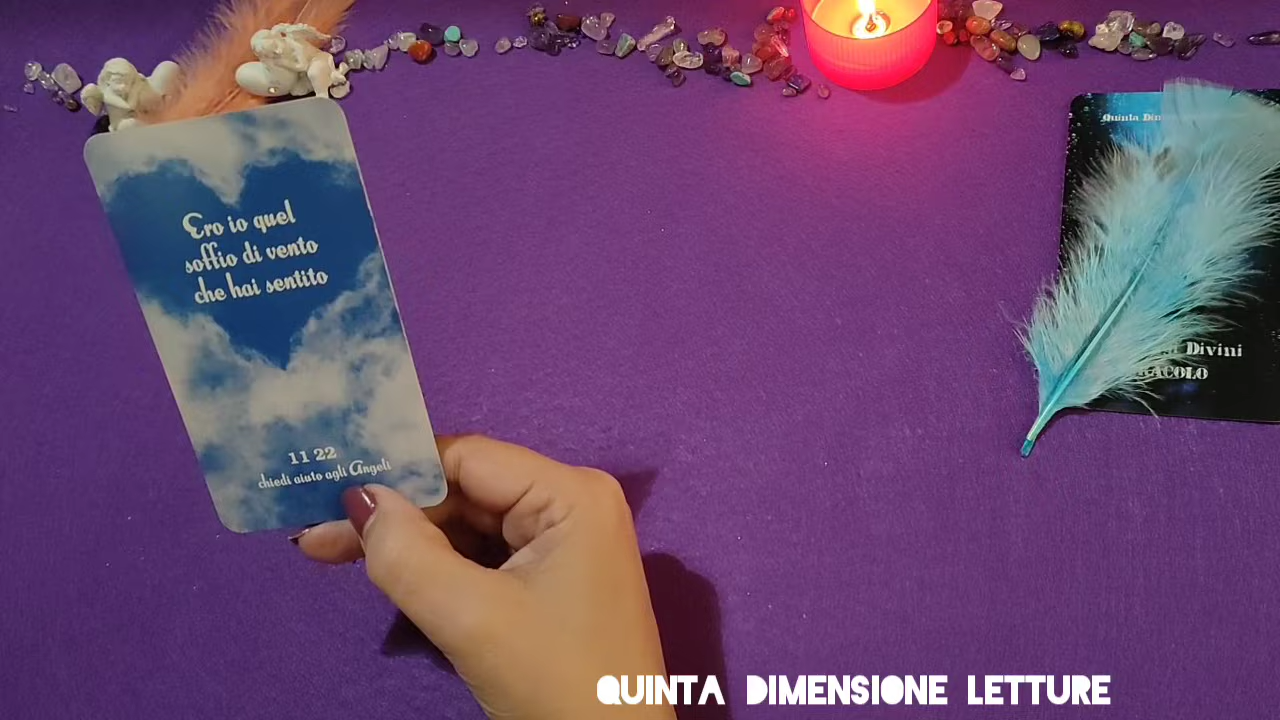 Ero io quel
soffio di vento
che hai sentito
11 22
chiedi aiuto agli Angeli
Quinta
Divini
QUINTA DIMENSIONE LETTURE